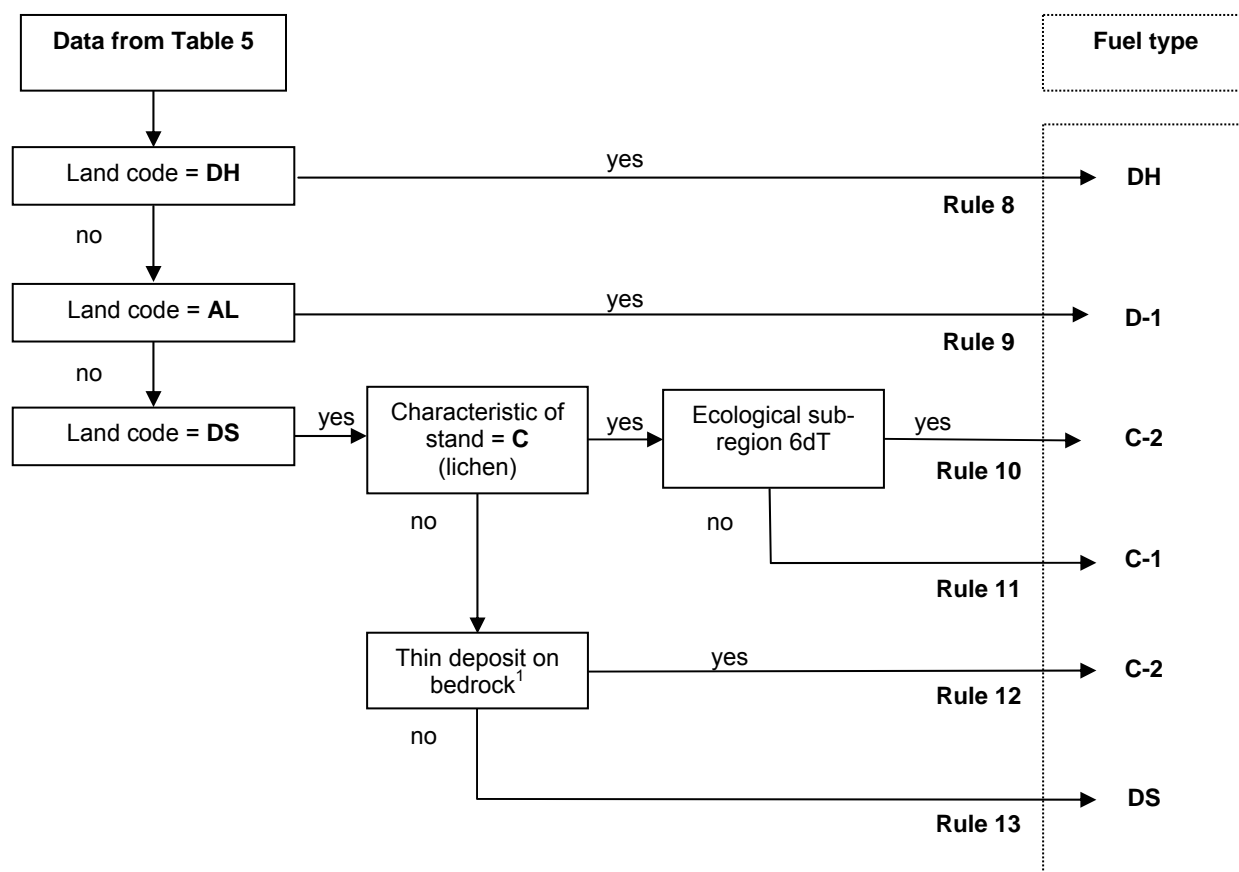 Data from Table 5
Fuel type
Land code = DH
yes
Rule 8
DH
no
Land code = AL
yes
Rule 9
D-1
no
Land code = DS
yes
Characteristic of
stand = C
(lichen)
yes
Ecological sub-
region 6dT
yes
Rule 10
C-2
no
Rule 11
C-1
no
Thin deposit on
bedrock1
yes
Rule 12
C-2
no
Rule 13
DS